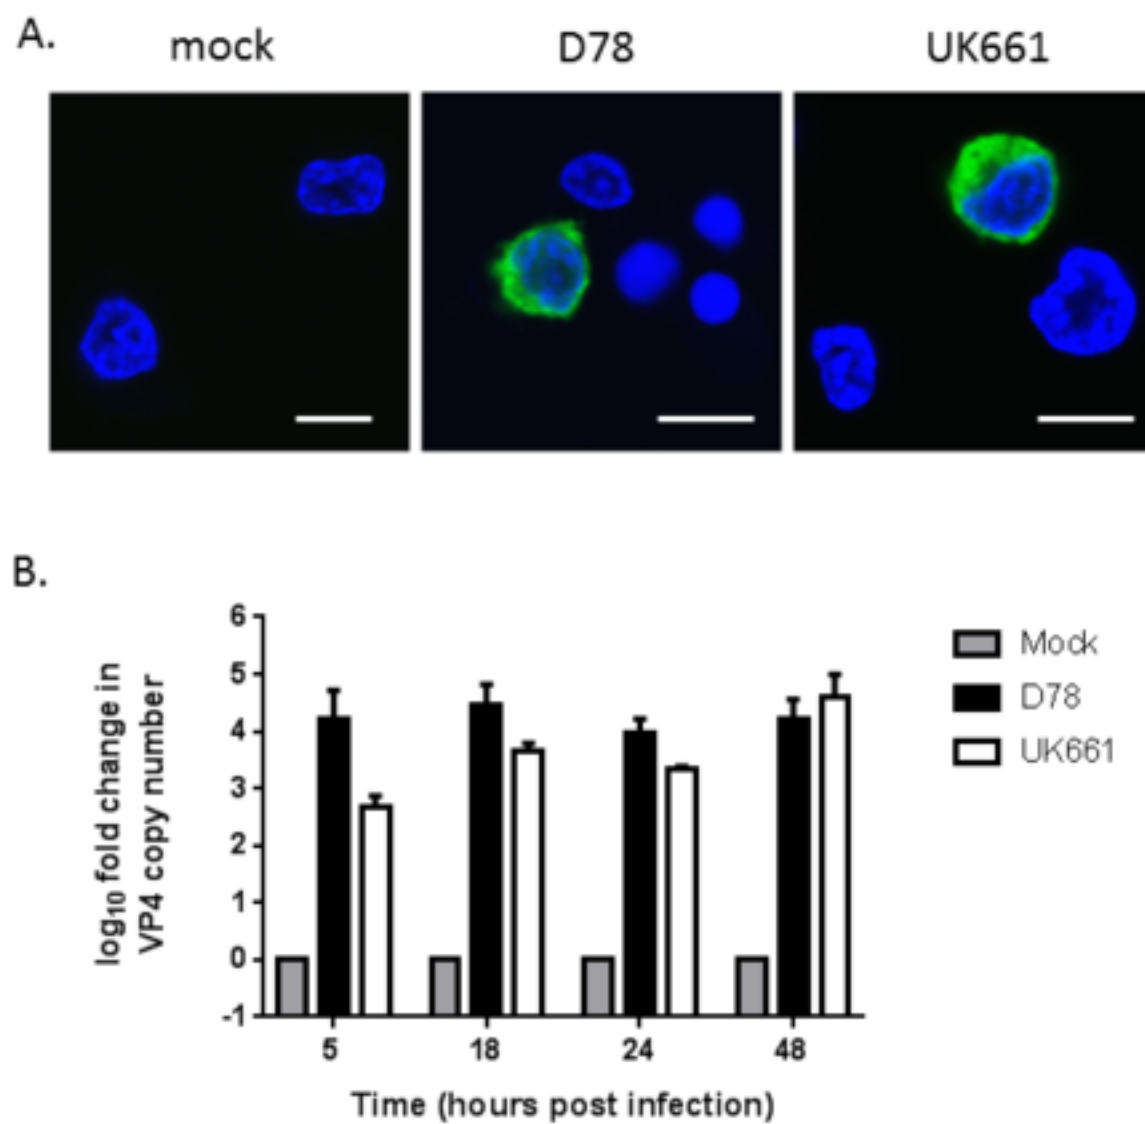 A.
mock D78 UK661
B.
log10 fold change in
VP4 copy number
6
5
4
3
2
1
0
-1
5 18 24 48
Time (hours post infection)
Mock
D78
UK661